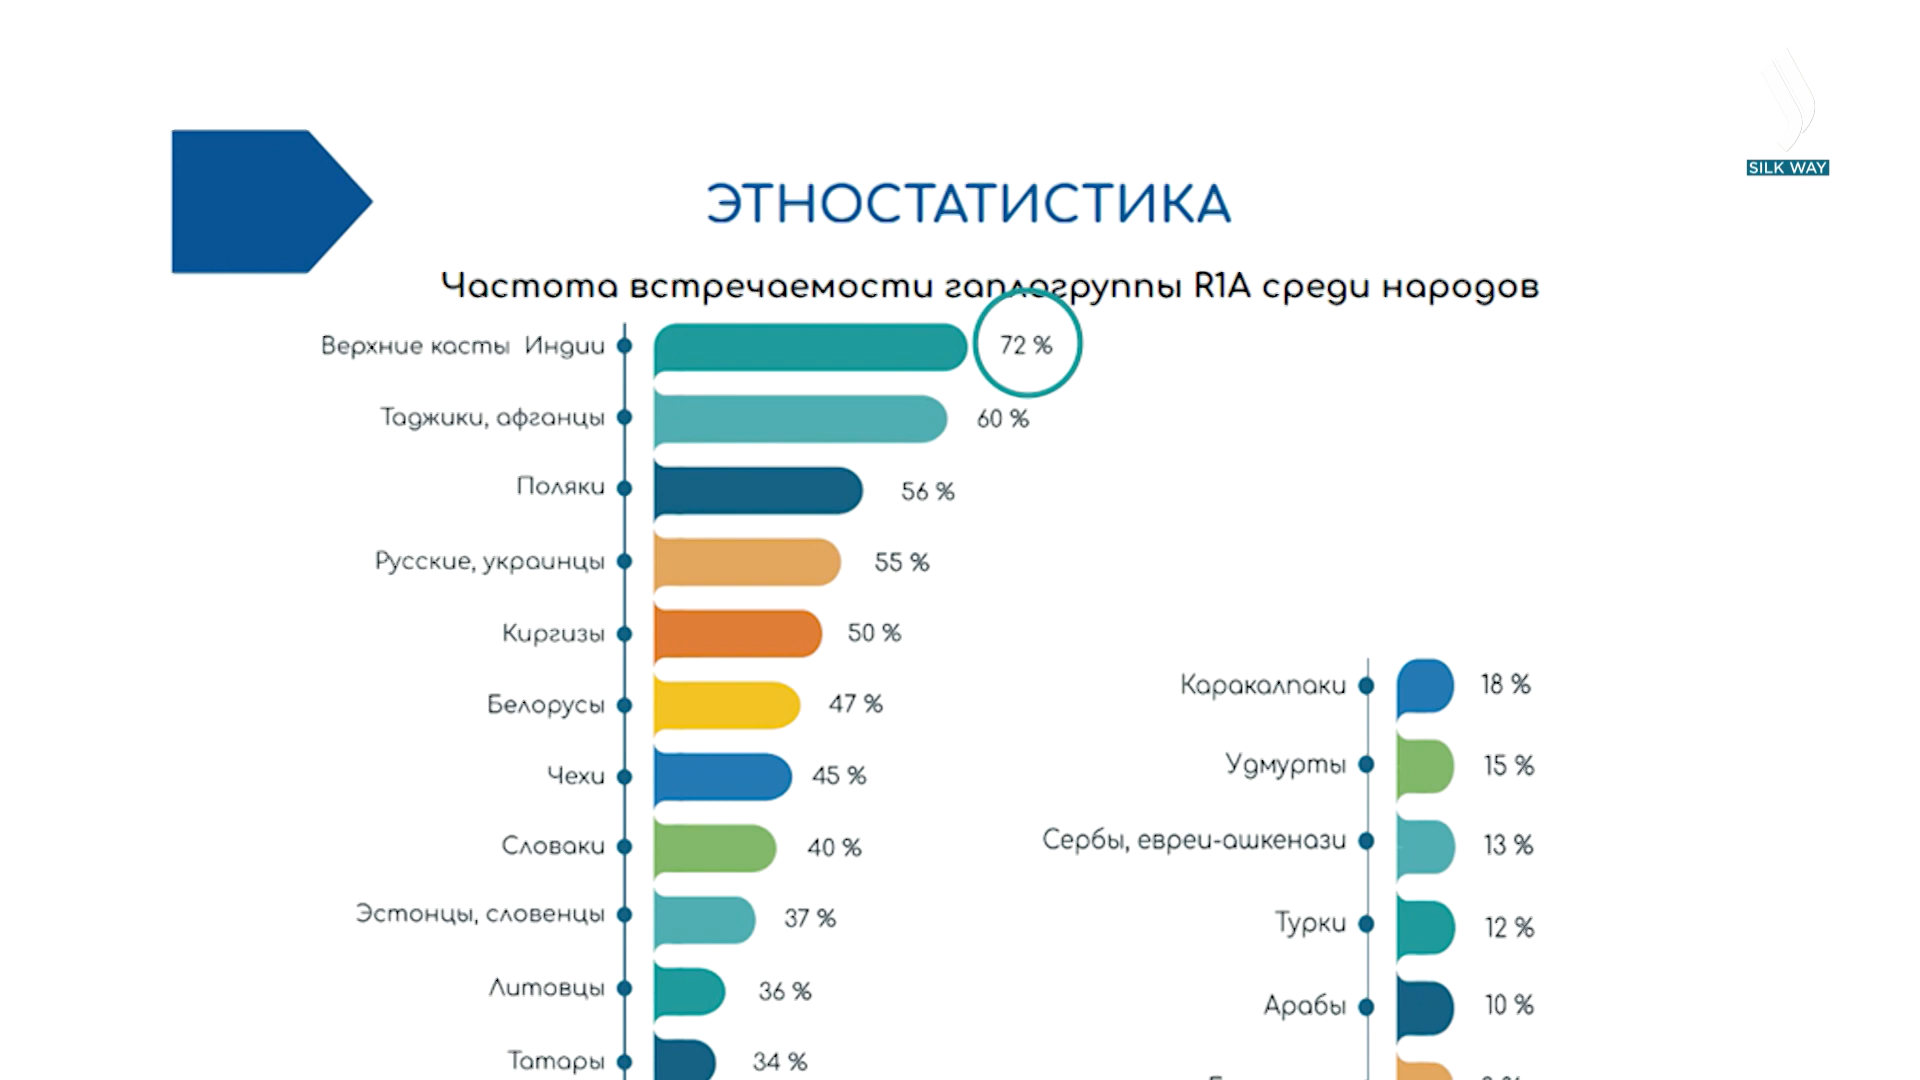 SILK WAY
ЭТНОСТАТИСТИКА
Частота встречаемости гаплогруппы R1A среди народов
Верхние касты Индии 72 %
Таджики, афганцы 60 %
Поляки 56 %
Русские, украинцы 55 %
Киргизы 50 %
Белорусы 47 %
Чехи 45 %
Словаки 40 %
Эстонцы, словенцы 37 %
Литовцы 36 %
Татары 34 %
Каракалпаки 18 %
Удмурты 15 %
Сербы, евреи-ашкенази 13 %
Турки 12 %
Арабы 10 %